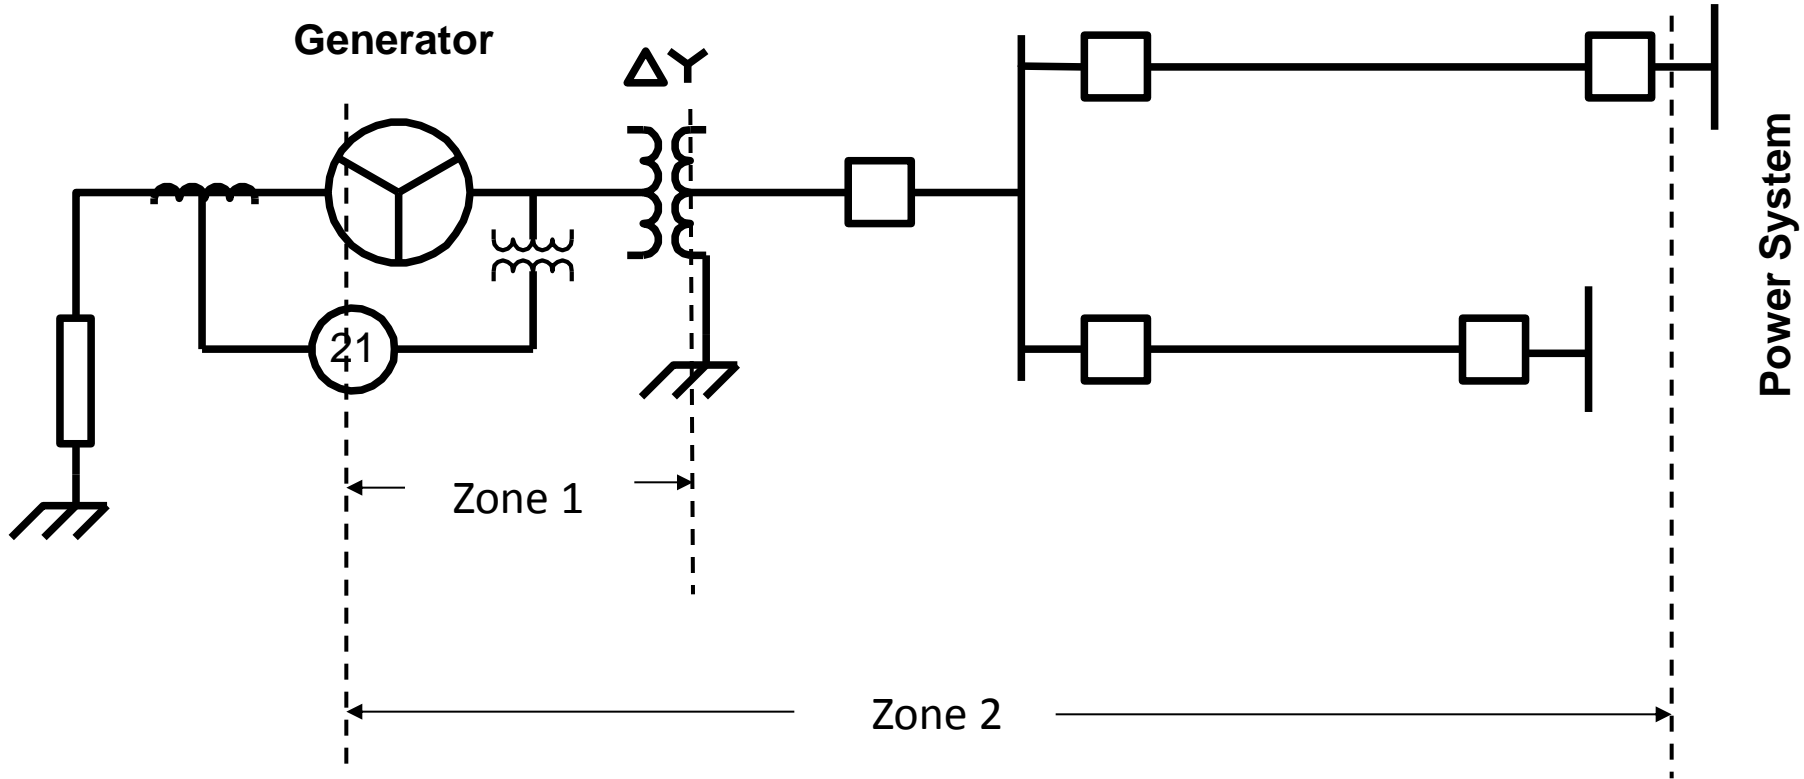 Generator
ΔY
Power System
21
Zone 1
Zone 2